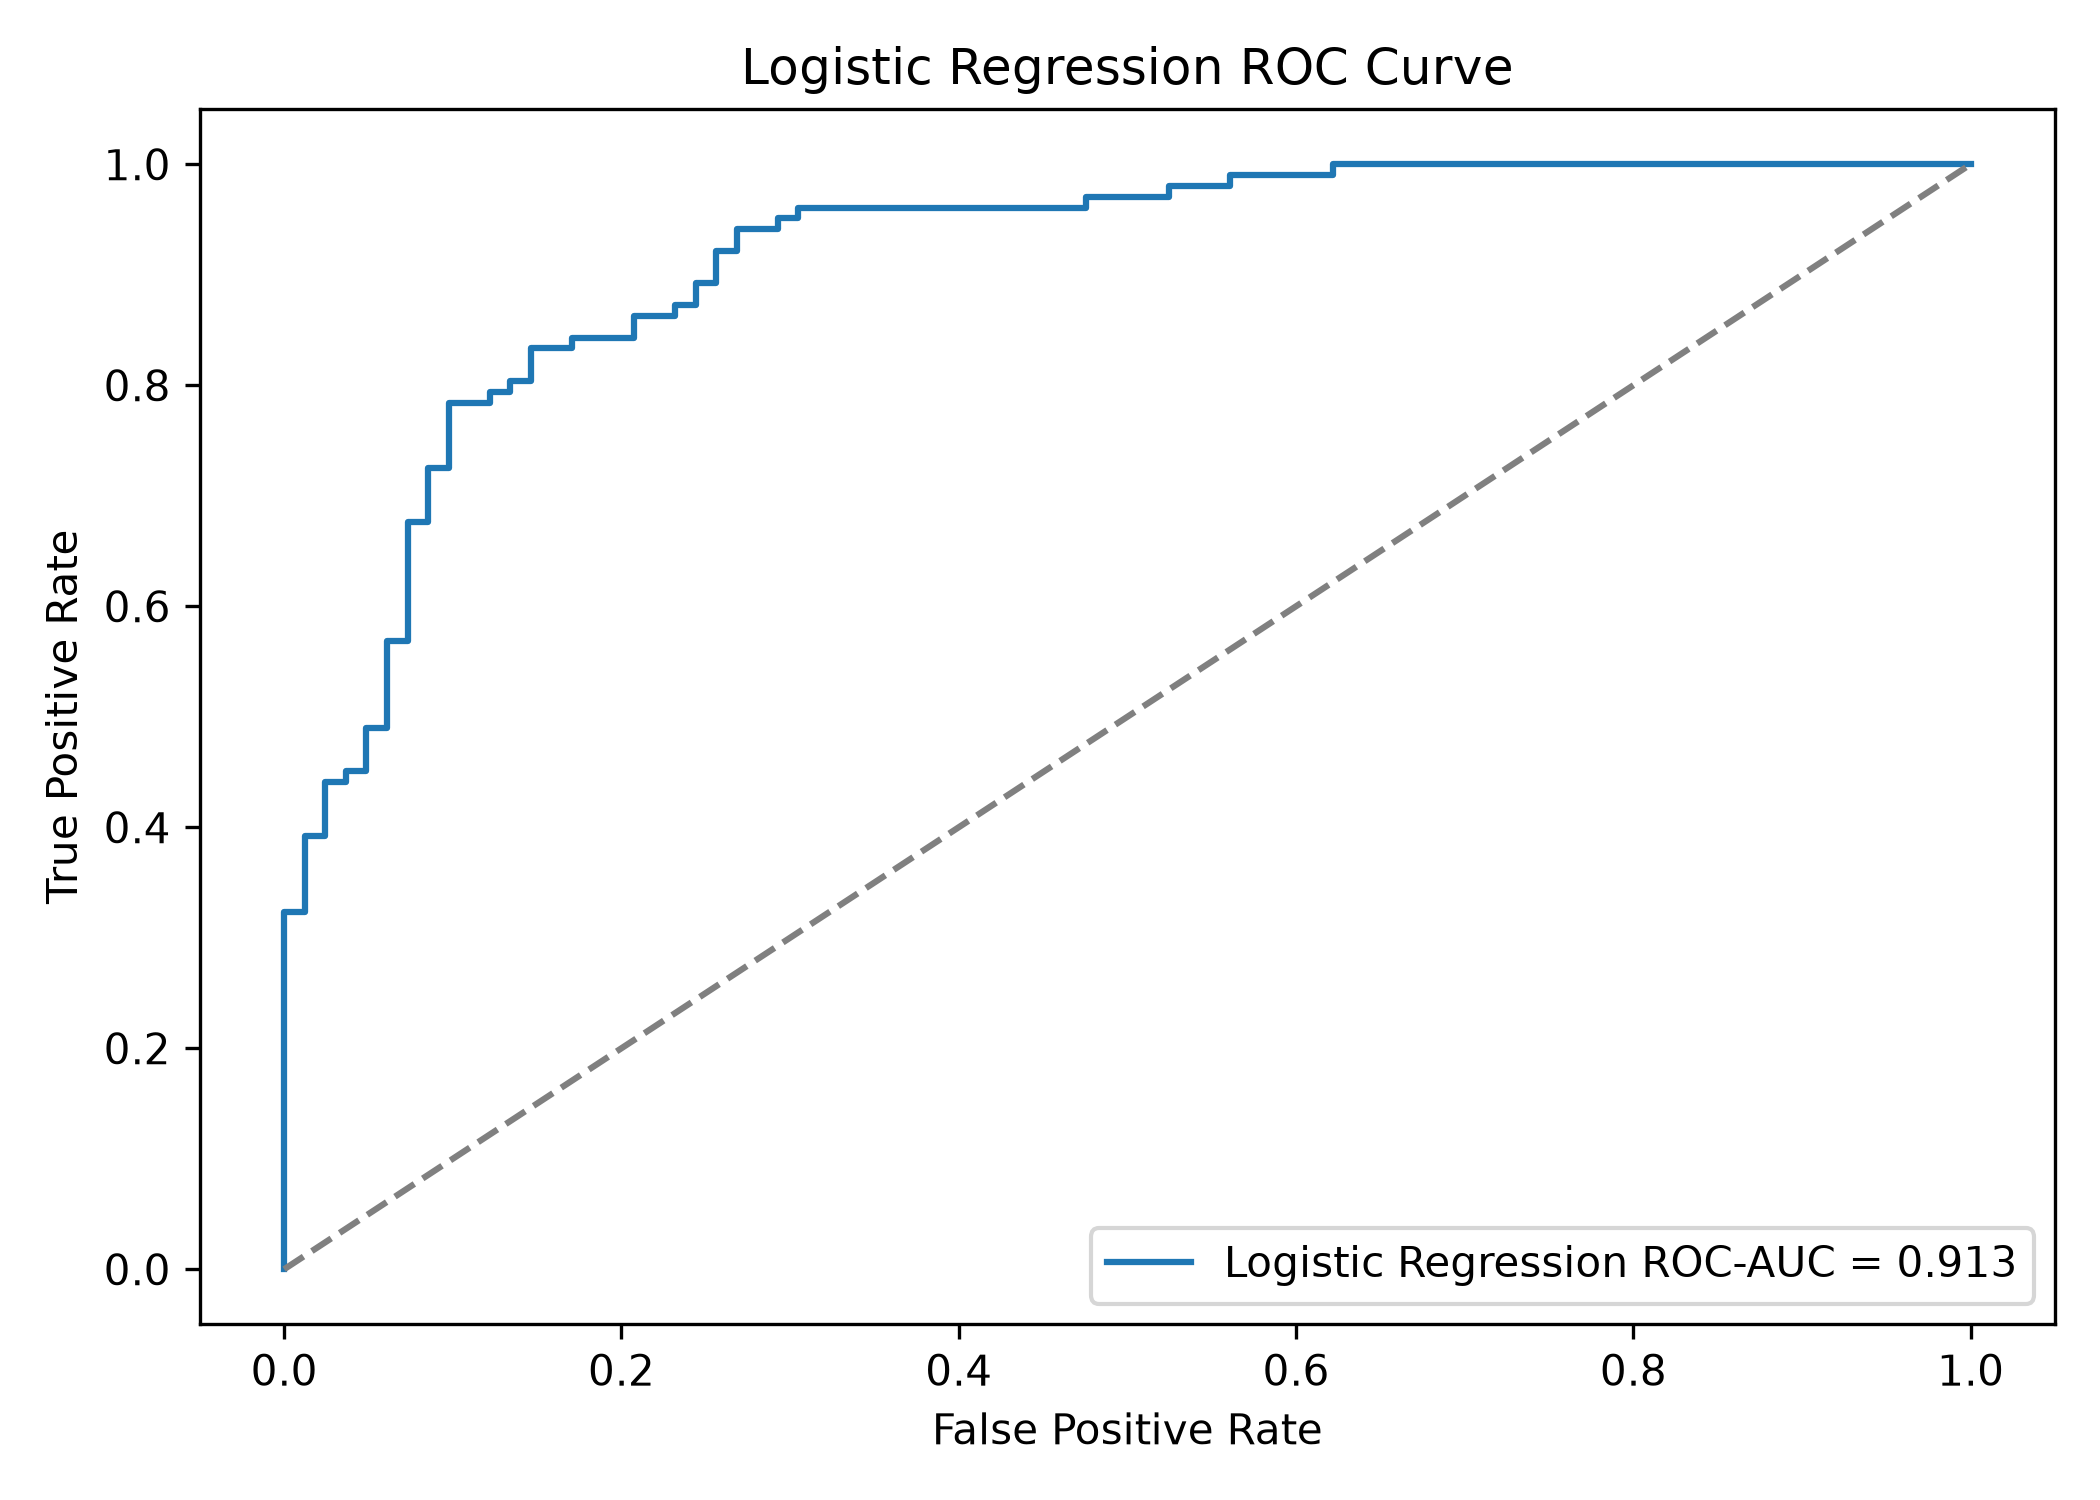 Logistic Regression ROC Curve
1.0
0.8
0.6
0.4
0.2
0.0
True Positive Rate
0.0 0.2 0.4 0.6 0.8 1.0
False Positive Rate
Logistic Regression ROC-AUC = 0.913